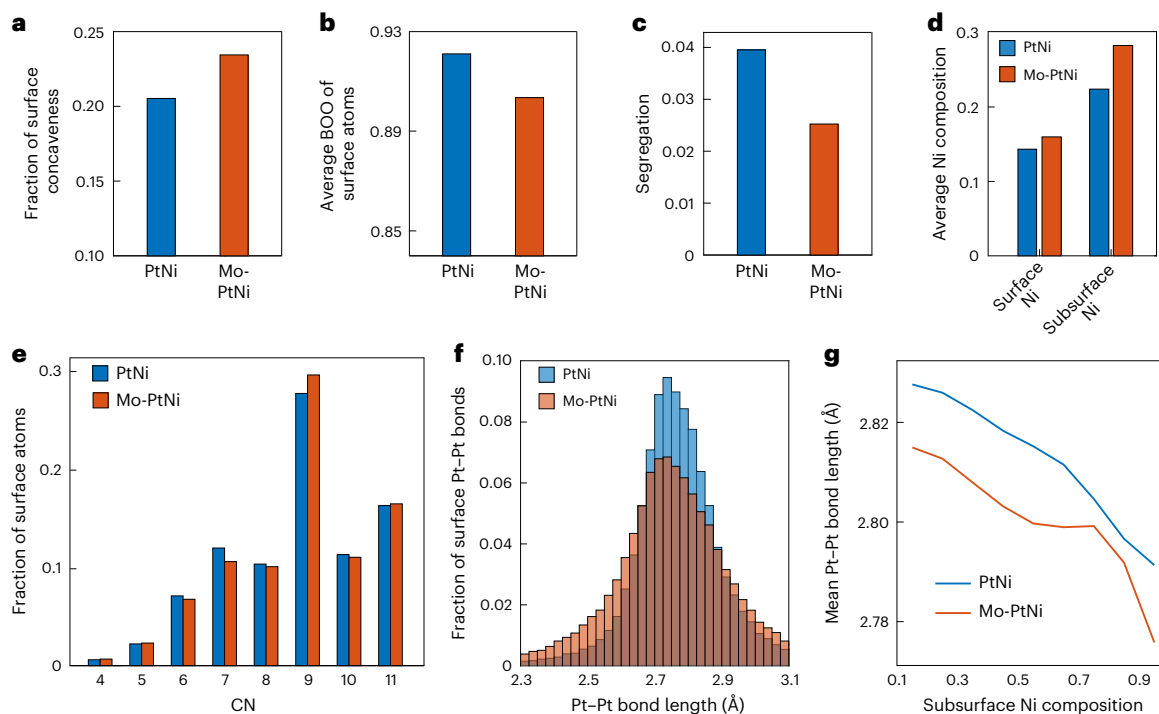 a
Fraction of surface
concaveness
0.25
0.20
0.25
0.10
PtNi
Mo-
PtNi
b
Average BOO of
surface atoms
0.93
0.89
0.85
PtNi
Mo-
PtNi
c
Segregation
0.04
0.03
0.02
0.01
0
PtNi
Mo-
PtNi
d
Average Ni composition
0.3
0.2
0.1
0
PtNi
Mo-PtNi
Surface
Ni
Subsurface
Ni
e
Fraction of surface atoms
0.3
0.2
0.1
0
PtNi
Mo-PtNi
4 5 6 7 8 9 10 11
CN
f
Fraction of surface Pt–Pt bonds
0.10
0.08
0.06
0.04
0.02
0
PtNi
Mo-PtNi
2.3 2.5 2.7 2.9 3.1
Pt–Pt bond length (Å)
g
Mean Pt–Pt bond length (Å)
2.82
2.80
2.78
PtNi
Mo-PtNi
0.1 0.3 0.5 0.7 0.9
Subsurface Ni composition